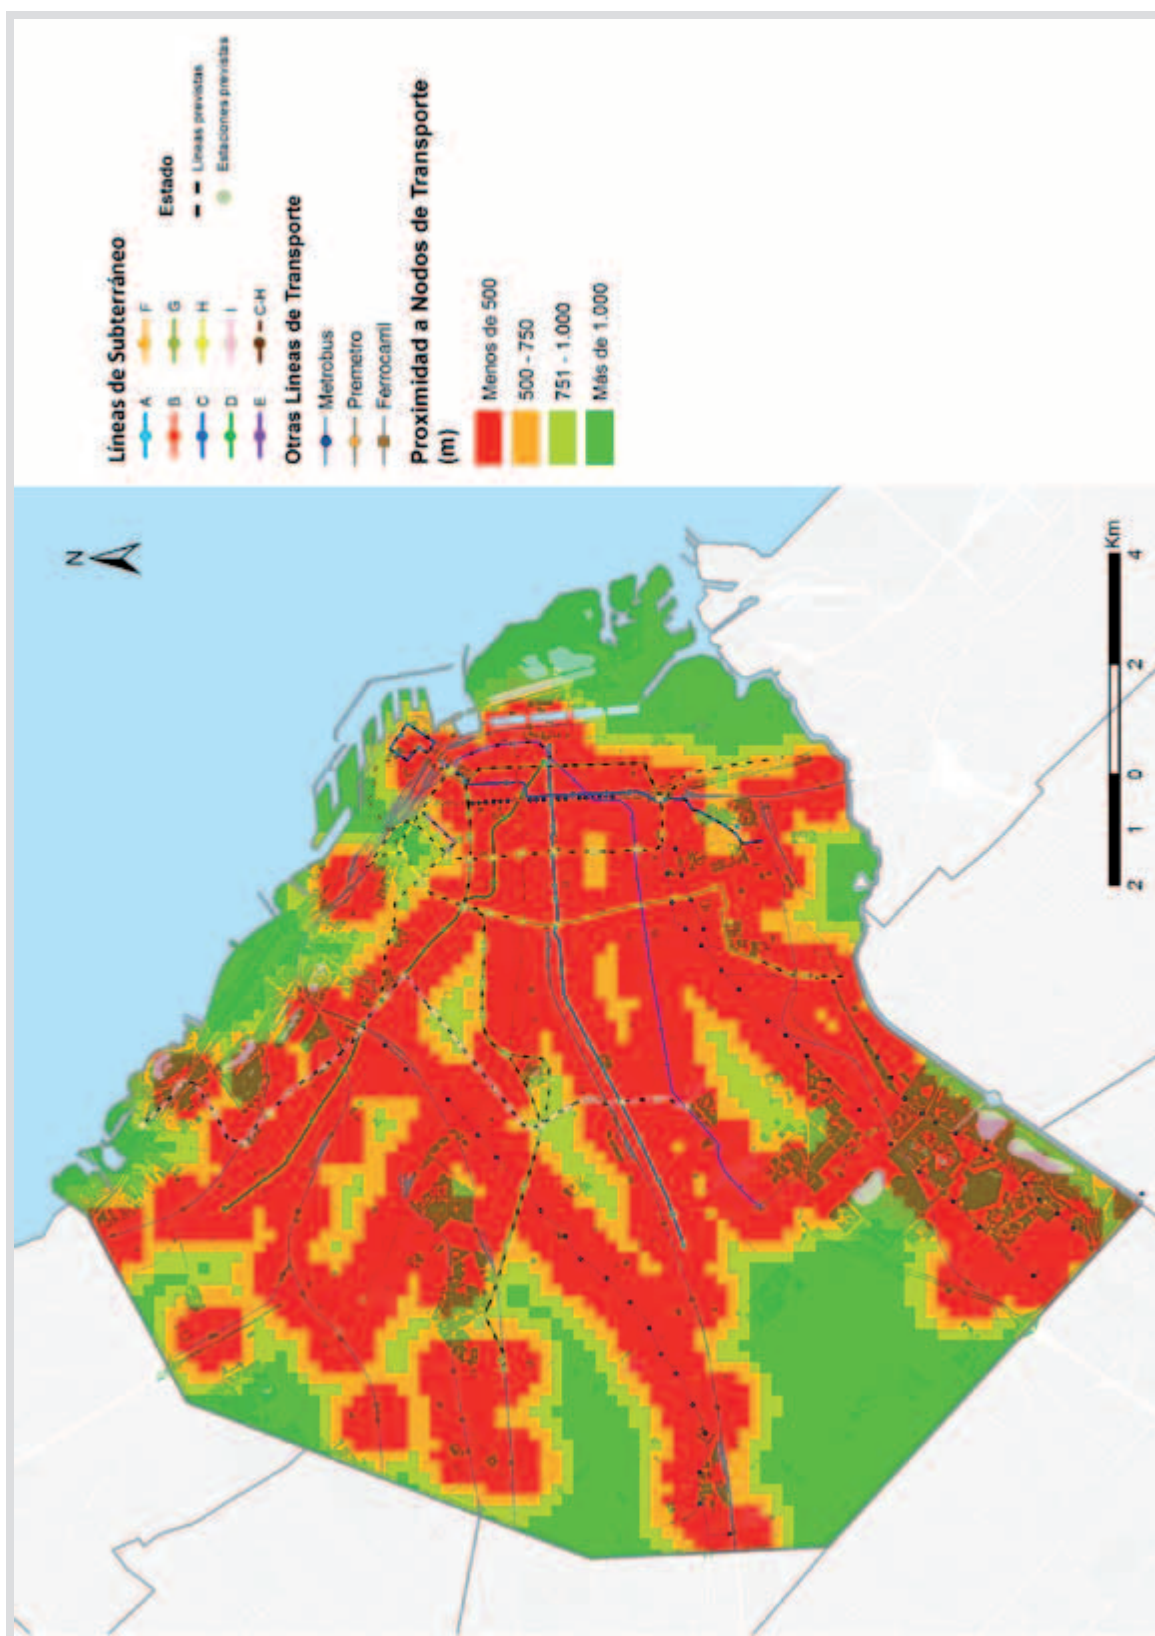 Líneas de Subterráneo
A
B
C
D
E
F
G
H
I
C-H
Estado
Líneas previstas
Estaciones previstas
Otras Líneas de Transporte
Metrobus
Premetro
Ferrocarril
Proximidad a Nodos de Transporte
(m)
Menos de 500
500 - 750
751 - 1.000
Más de 1.000
N
Km
2 1 0 2 4